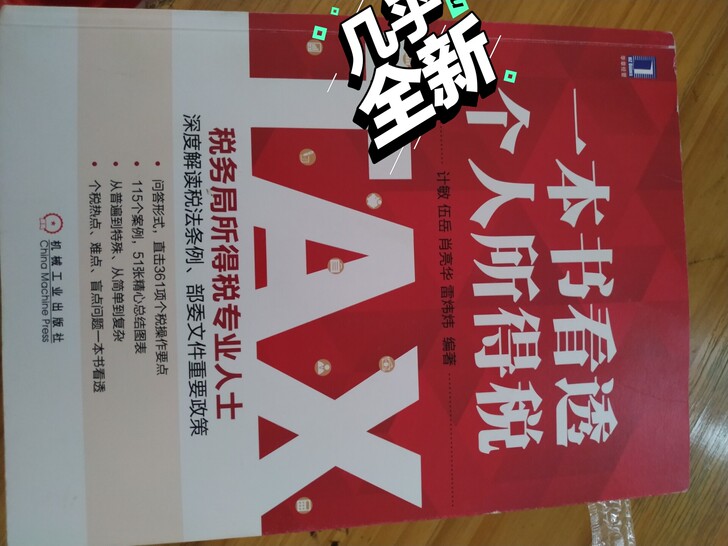 几乎
全新
华章经管
一本书看透
个人所得税
计敏 伍岳 肖亮华 雷炜炜 编著
TAX
税务局所得税专业人士
深度解读税法条例、部委文件重要政策
• 问答形式，直击361项个税操作要点
• 115个案例，51张精心总结图表
• 从普遍到特殊、从简单到复杂
• 个税热点、难点、盲点问题一本书看透
机械工业出版社
China Machine Press